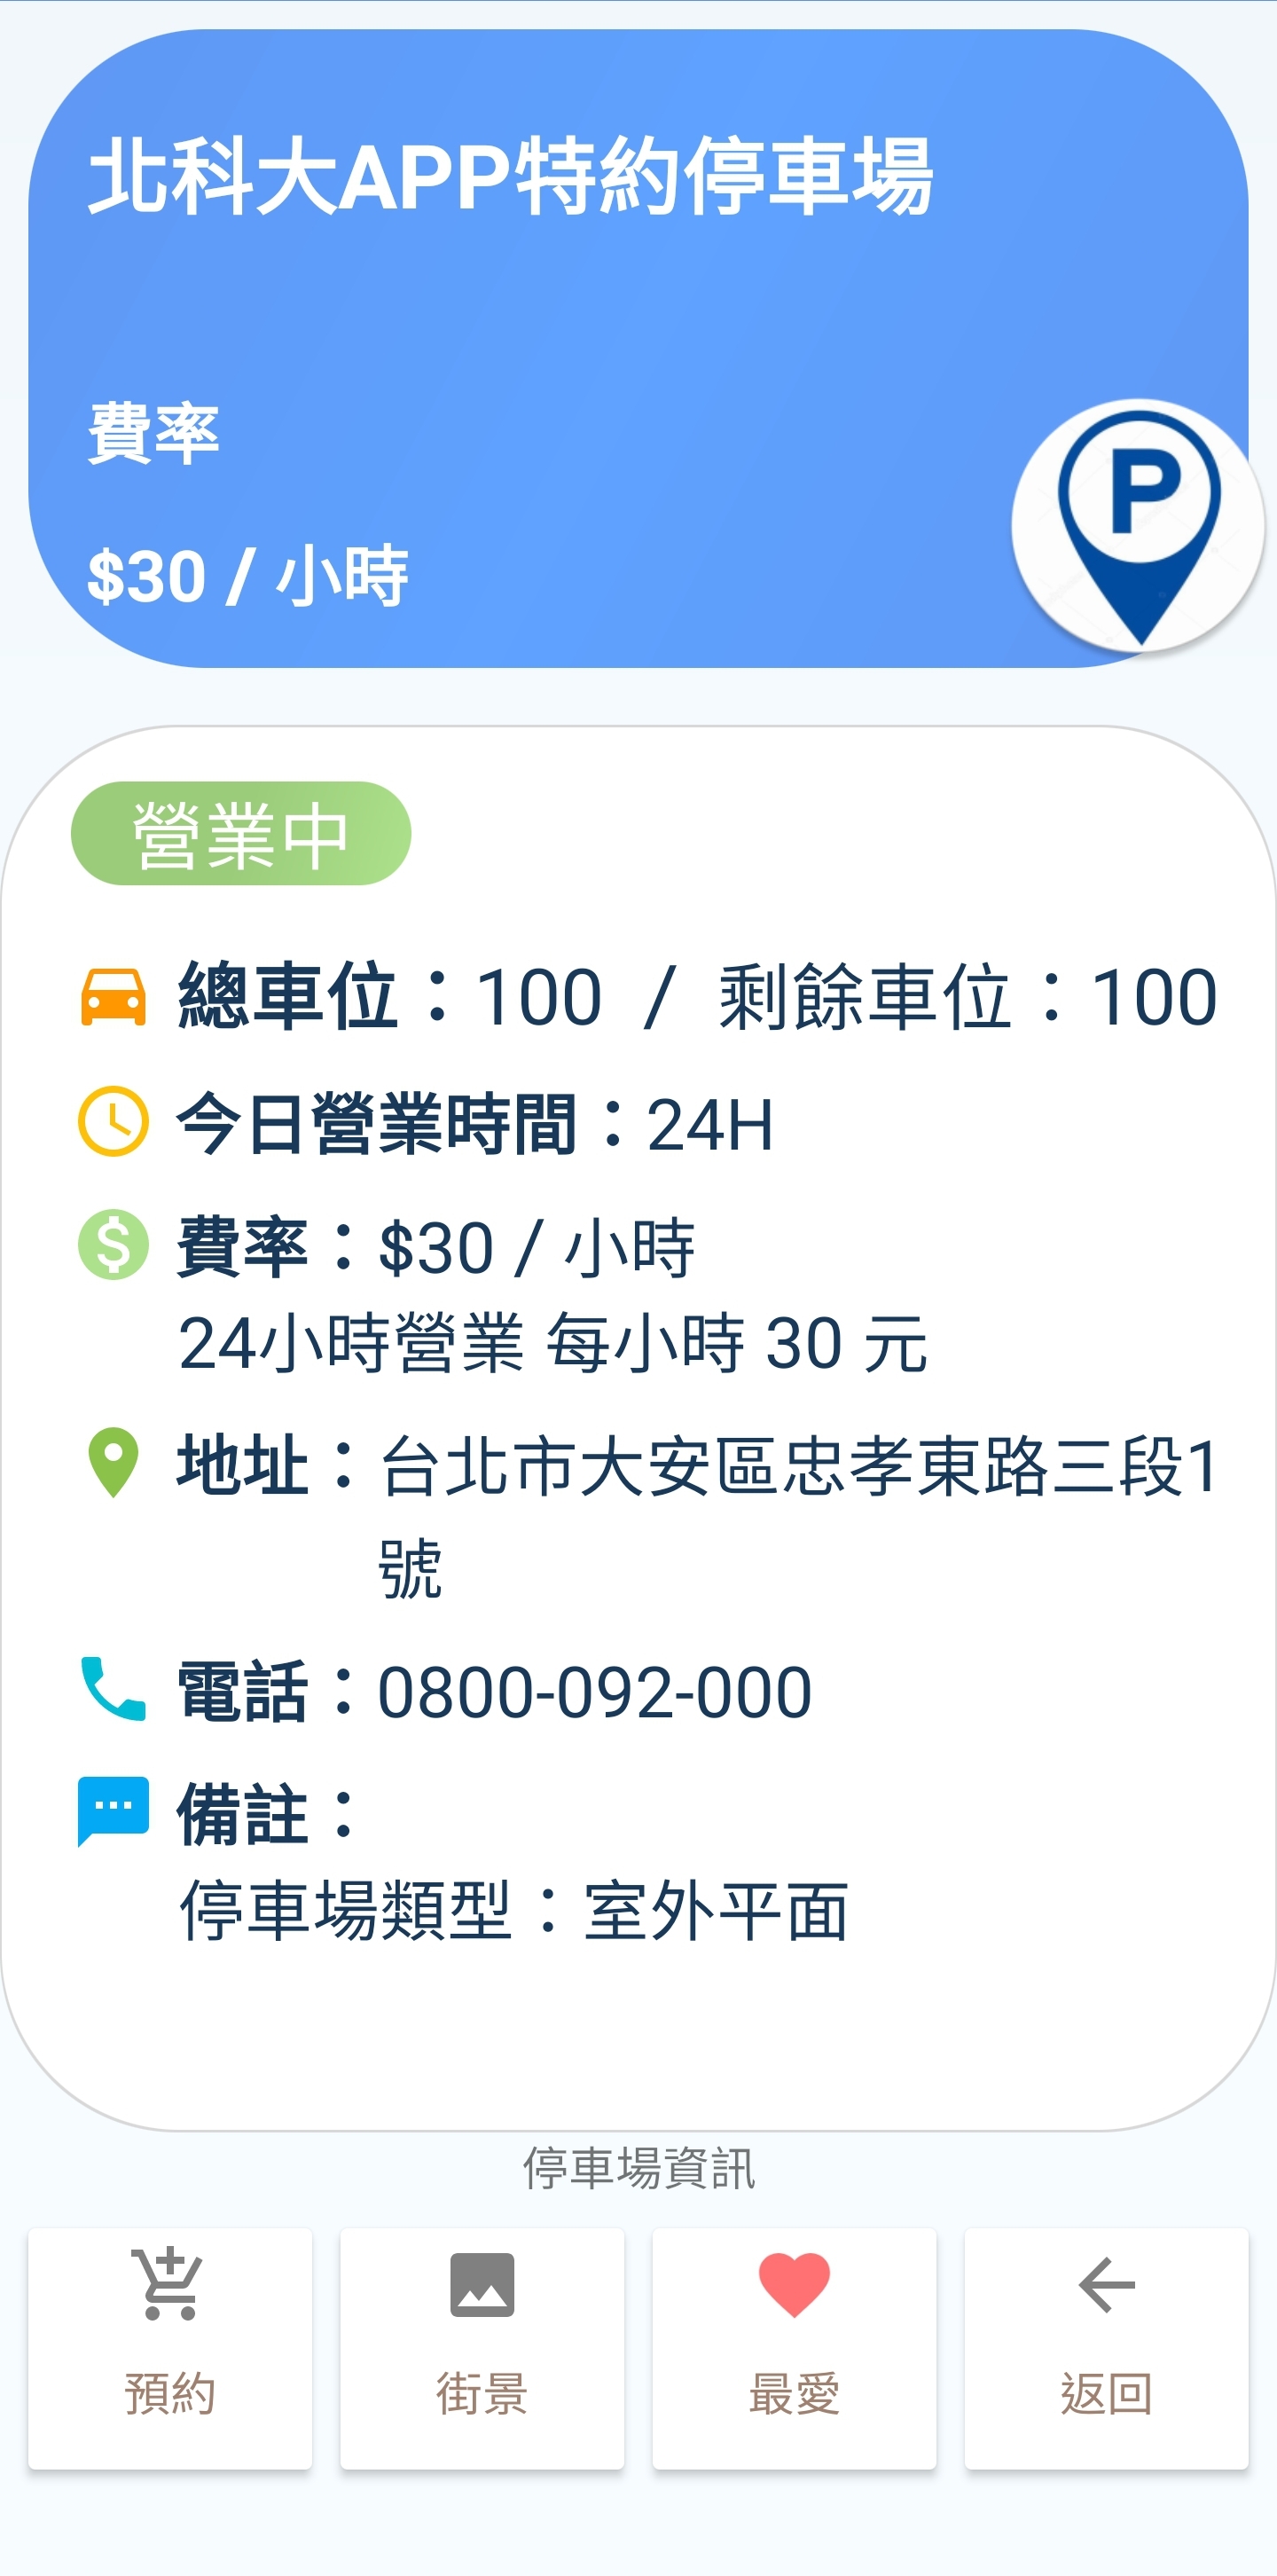 北科大APP特約停車場
費率
$30 / 小時
P
營業中
總車位：100 / 剩餘車位：100
今日營業時間：24H
費率：$30 / 小時
24小時營業 每小時 30 元
地址：台北市大安區忠孝東路三段1
號
電話：0800-092-000
備註：
停車場類型：室外平面
停車場資訊
預約 街景 最愛 返回